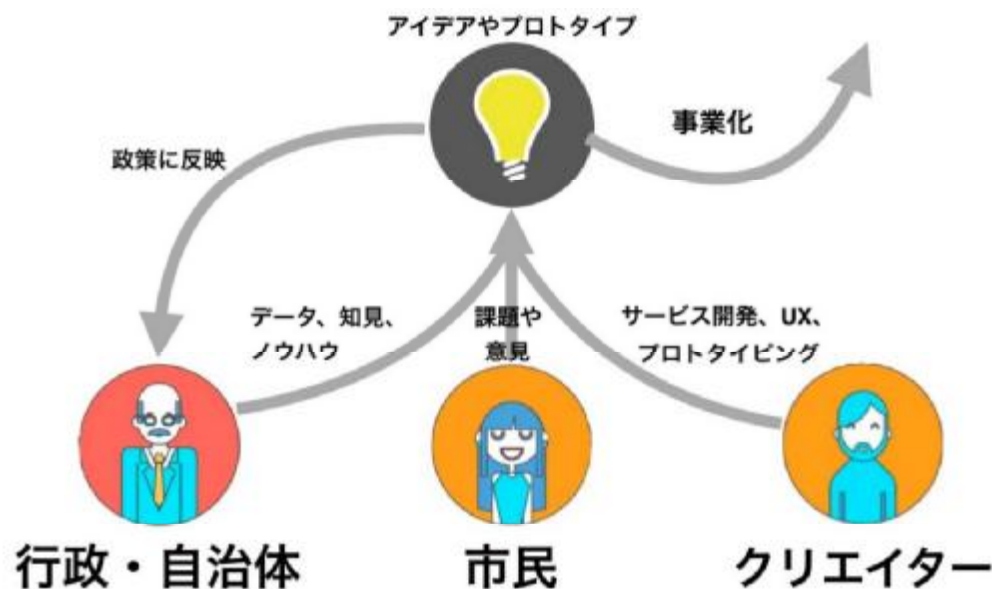 アイデアやプロトタイプ
事業化
政策に反映
データ、知見、
ノウハウ
課題や
意見
サービス開発、UX、
プロトタイピング
行政・自治体
市民
クリエイター